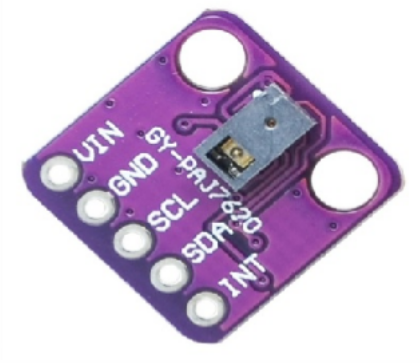 VIN
GND
SCL
SDA
INT
GY-PAJ7620